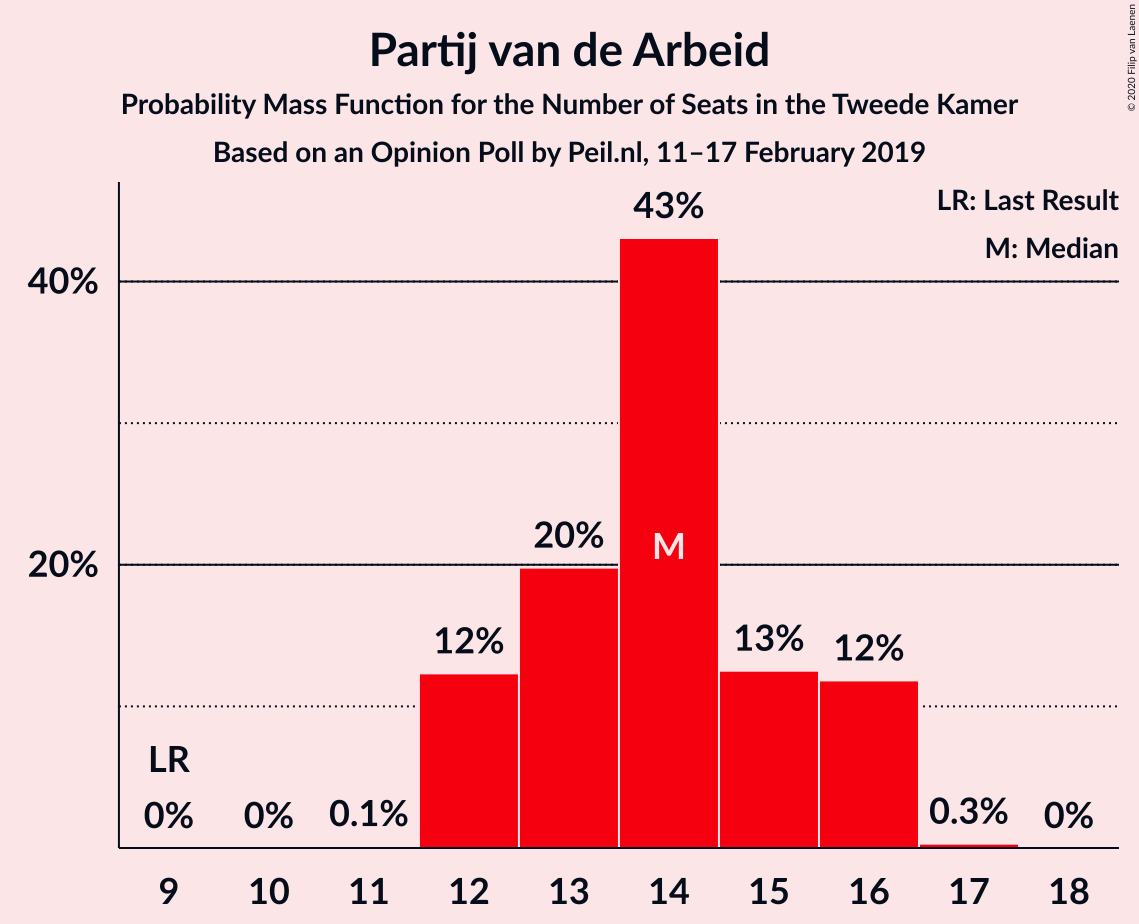 Partij van de Arbeid
Probability Mass Function for the Number of Seats in the Tweede Kamer
Based on an Opinion Poll by Peil.nl, 11–17 February 2019
© 2020 Filip van Laenen
LR: Last Result
M: Median
43%
40%
20%
M
20%
12%
13%
12%
LR
0%
0%
0.1%
0.3%
0%
9 10 11 12 13 14 15 16 17 18